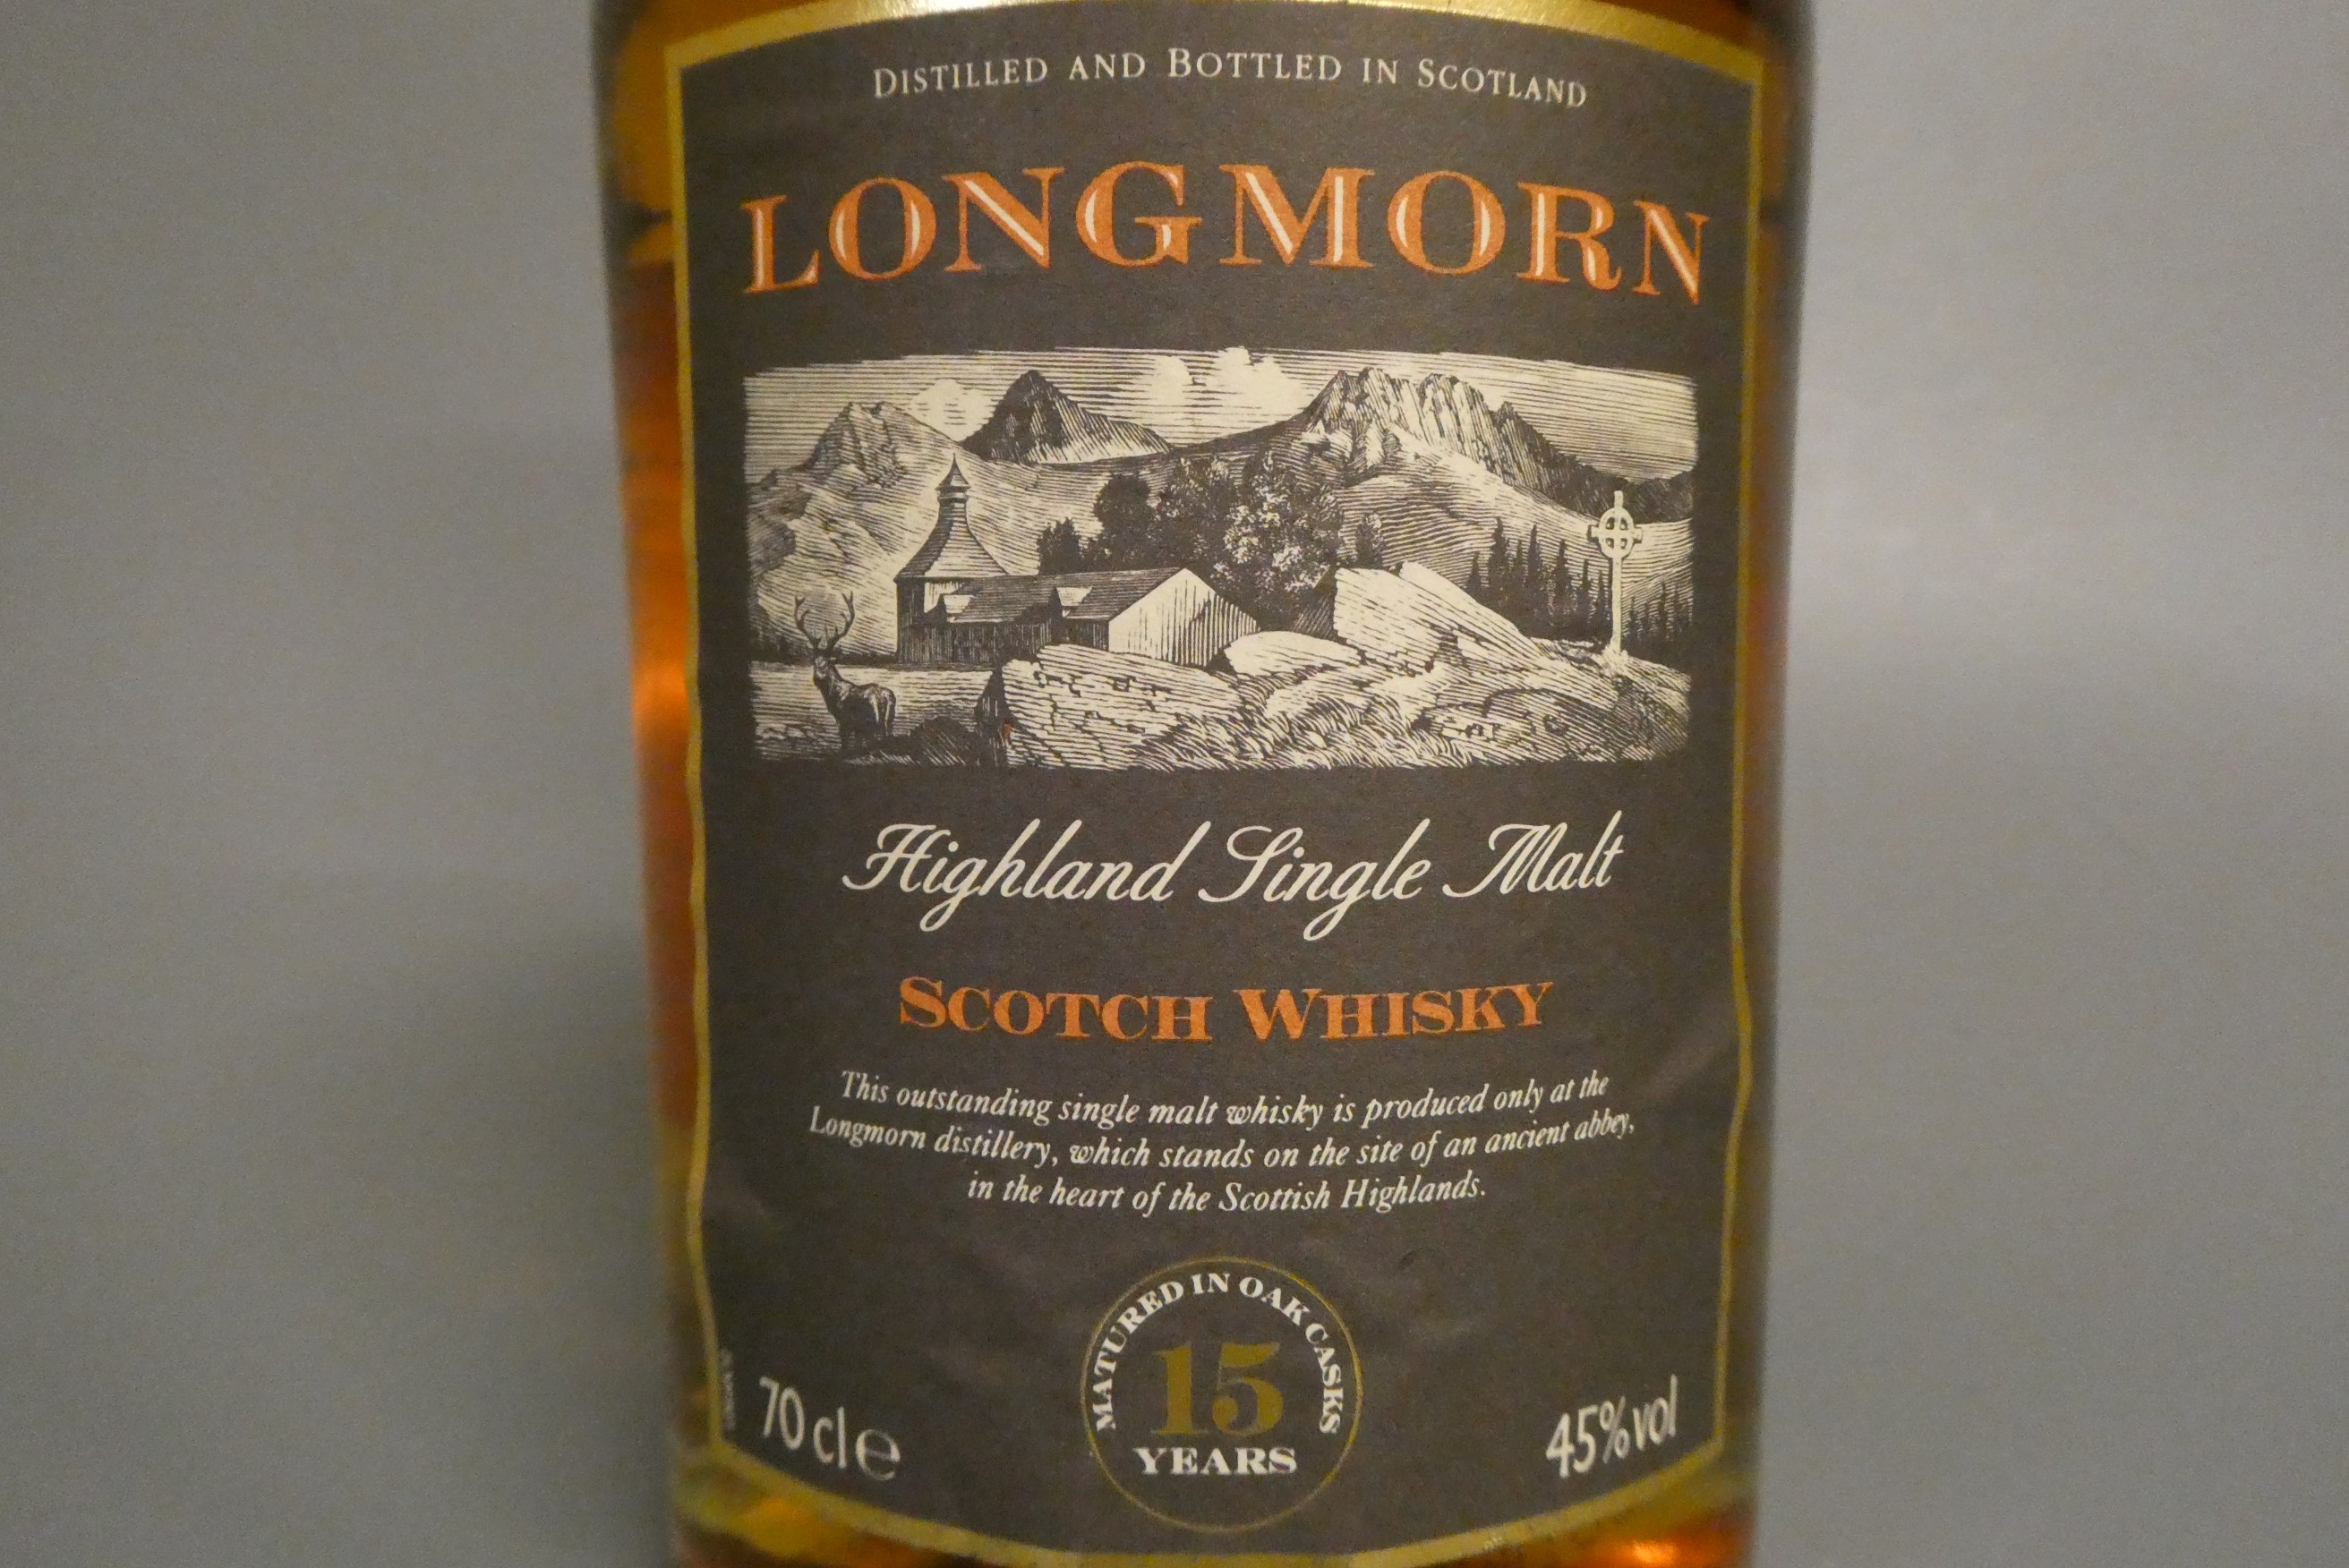 DISTILLED AND BOTTLED IN SCOTLAND
LONGMORN
Highland Single Malt
SCOTCH WHISKY
This outstanding single malt whisky is produced only at the
Longmorn distillery, which stands on the site of an ancient abbey,
in the heart of the Scottish Highlands.
MATURED IN OAK CASKS
15
YEARS
70 cl e
45% vol